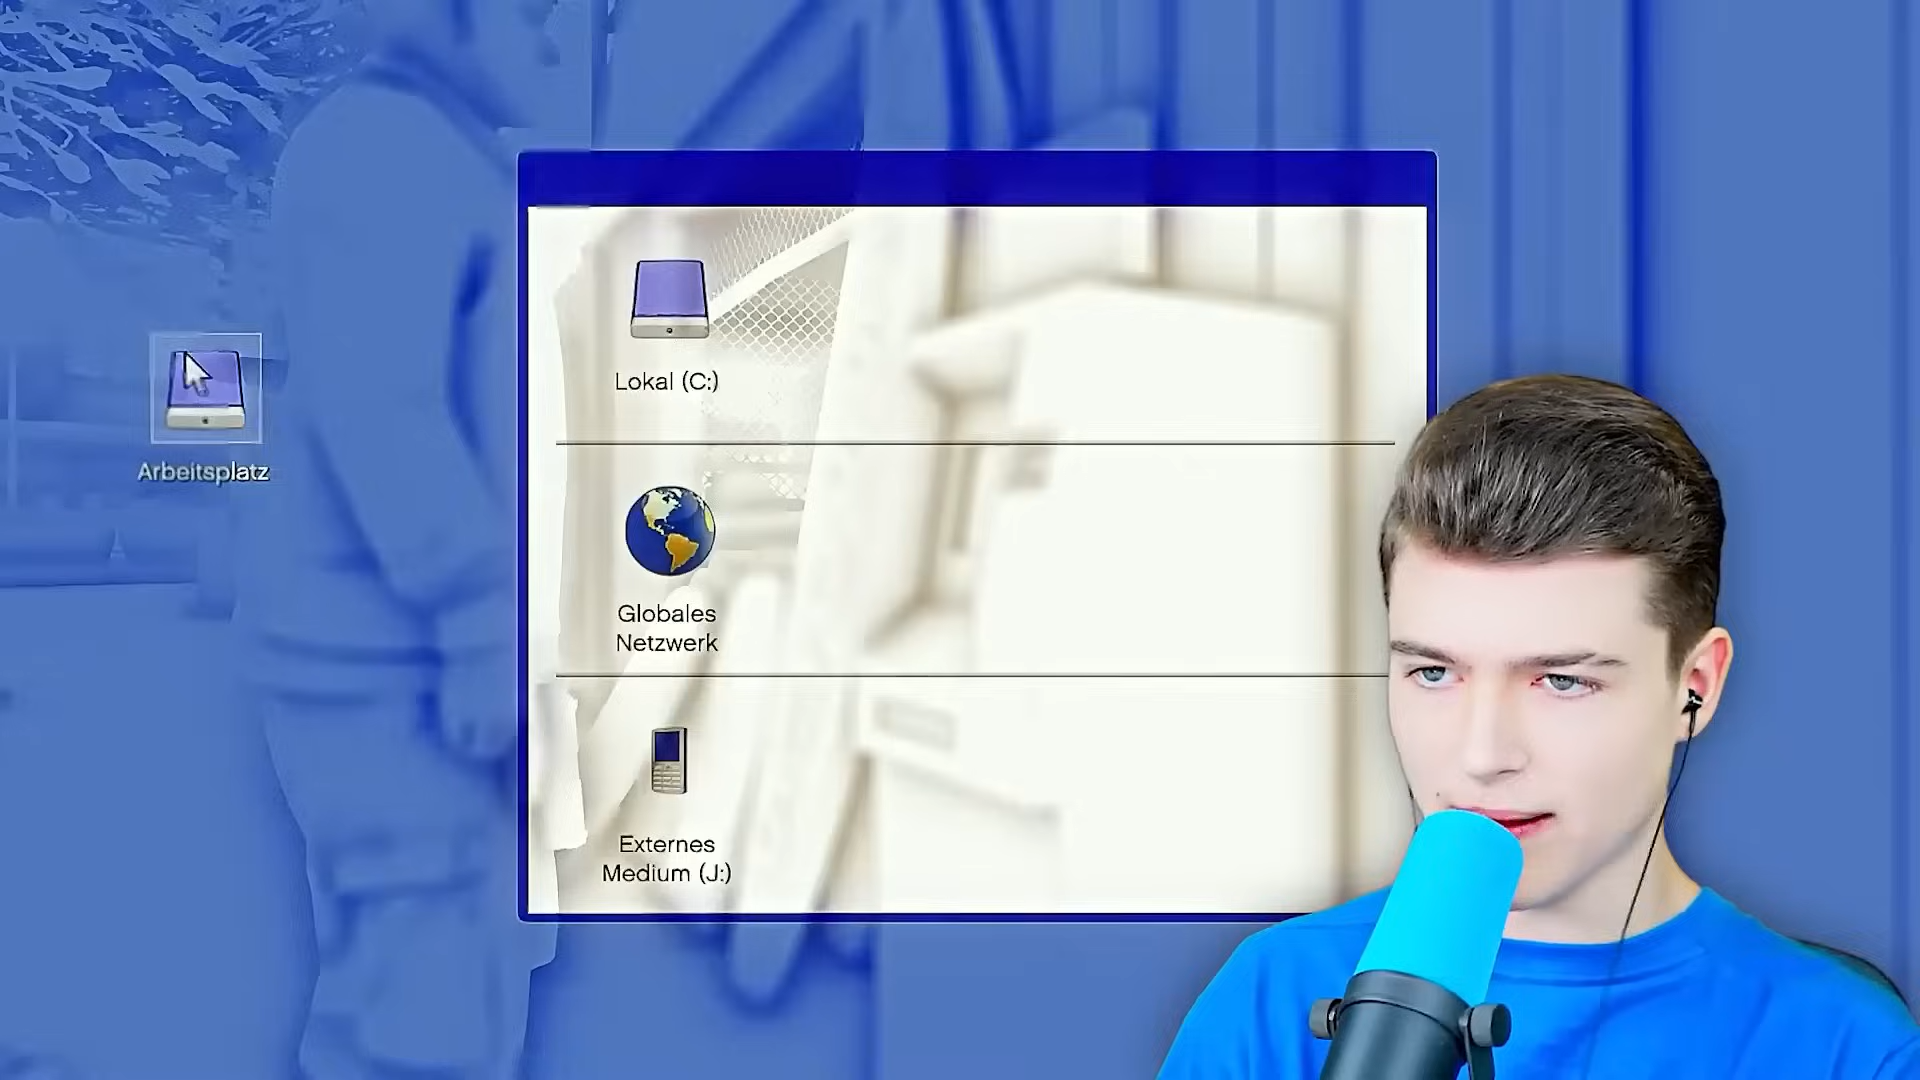 Arbeitsplatz
Lokal (C:)
Globales
Netzwerk
Externes
Medium (J:)